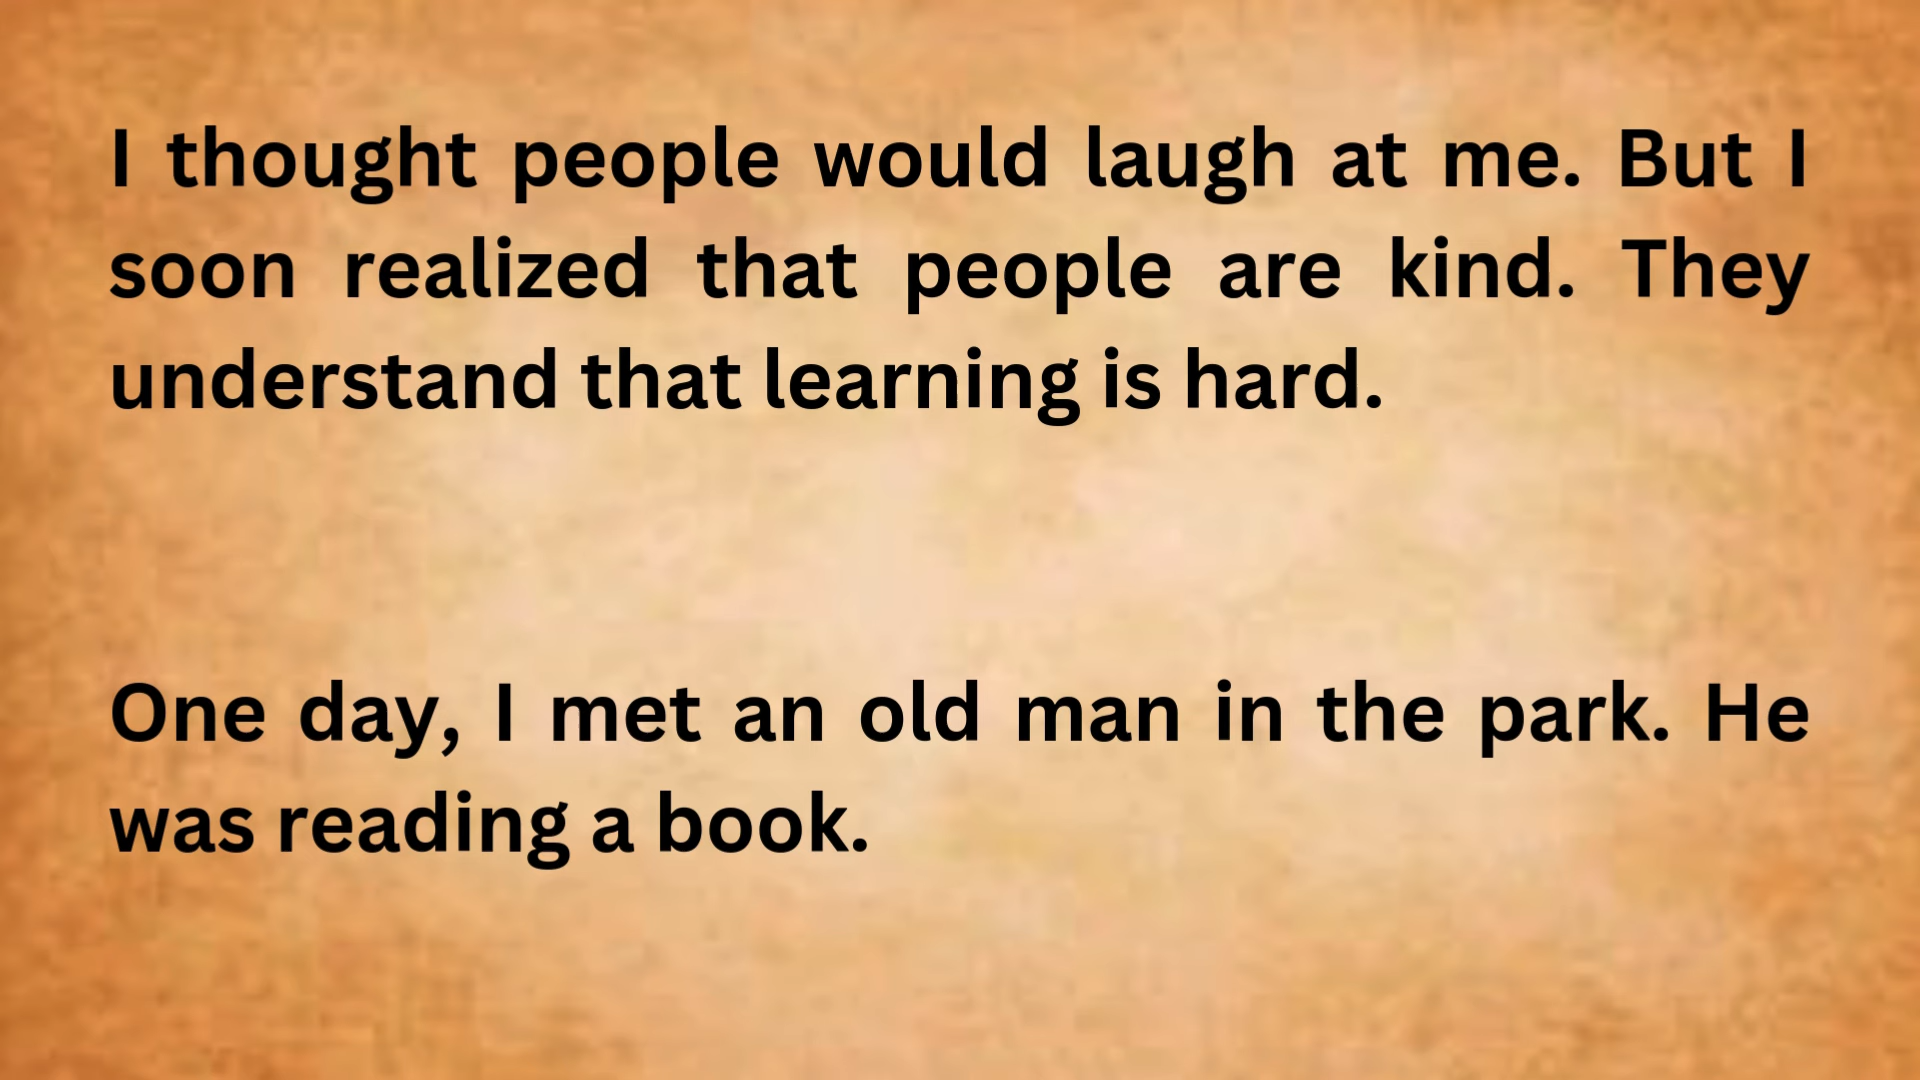 I thought people would laugh at me. But I
soon realized that people are kind. They
understand that learning is hard.
One day, I met an old man in the park. He
was reading a book.